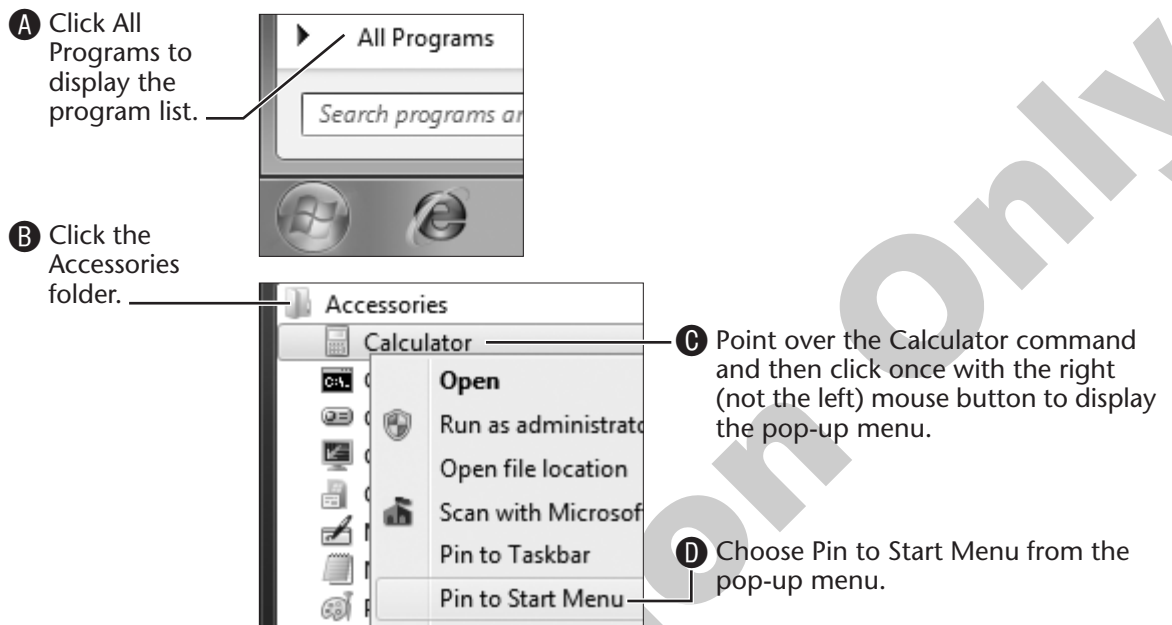 A Click All
Programs to
display the
program list.
All Programs
Search programs ar
B Click the
Accessories
folder.
Accessories
Calculator
C Point over the Calculator command
and then click once with the right
(not the left) mouse button to display
the pop-up menu.
Open
Run as administrato
Open file location
Scan with Microsof
Pin to Taskbar
D Choose Pin to Start Menu from the
pop-up menu.
Pin to Start Menu
C:\.
on Only